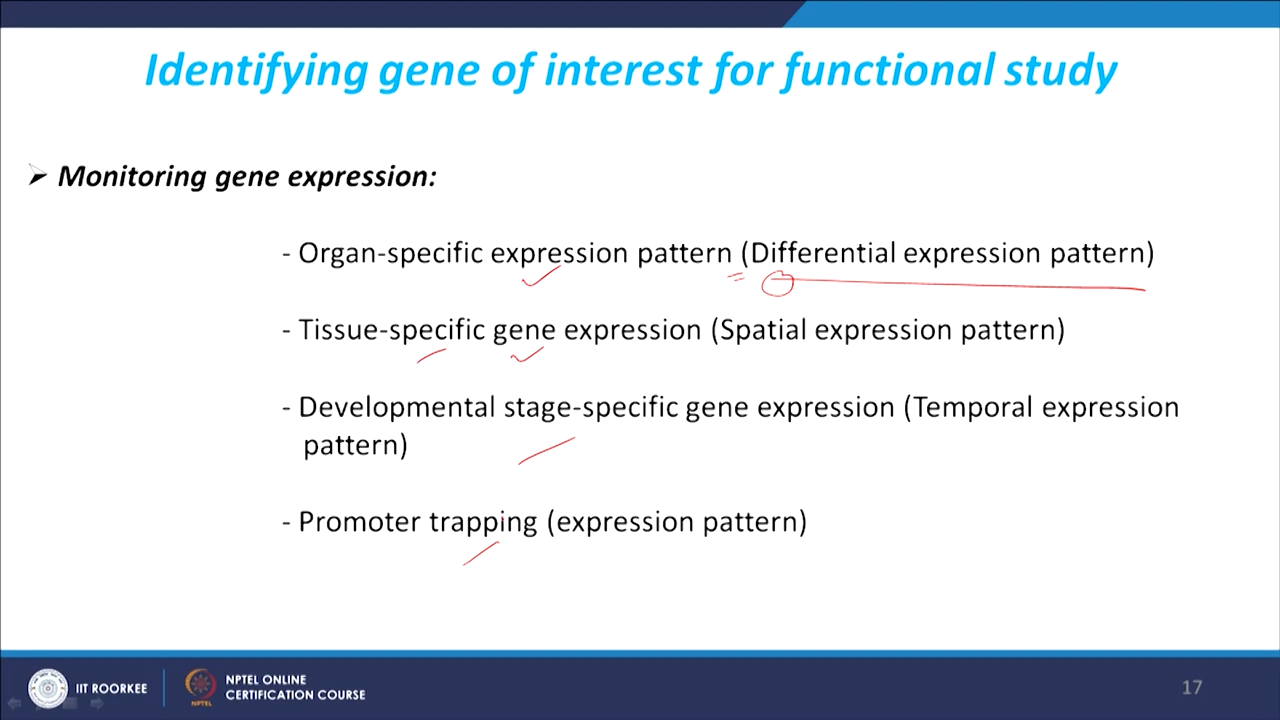 Identifying gene of interest for functional study
Monitoring gene expression:
- Organ-specific expression pattern (Differential expression pattern)
- Tissue-specific gene expression (Spatial expression pattern)
- Developmental stage-specific gene expression (Temporal expression
pattern)
- Promoter trapping (expression pattern)
IIT ROORKEE
NPTEL
NPTEL ONLINE
CERTIFICATION COURSE
17